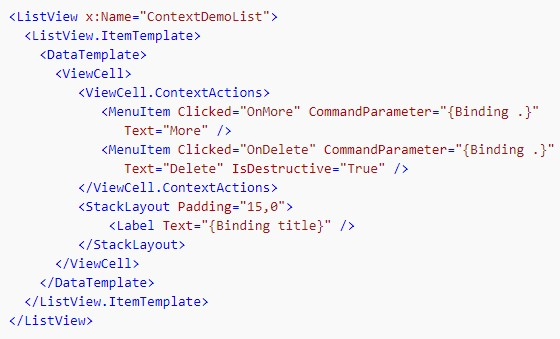 <ListView x:Name="ContextDemoList">
  <ListView.ItemTemplate>
    <DataTemplate>
      <ViewCell>
         <ViewCell.ContextActions>
            <MenuItem Clicked="OnMore" CommandParameter="{Binding .}"
               Text="More" />
            <MenuItem Clicked="OnDelete" CommandParameter="{Binding .}"
               Text="Delete" IsDestructive="True" />
         </ViewCell.ContextActions>
         <StackLayout Padding="15,0">
             <Label Text="{Binding title}" />
         </StackLayout>
      </ViewCell>
    </DataTemplate>
  </ListView.ItemTemplate>
</ListView>